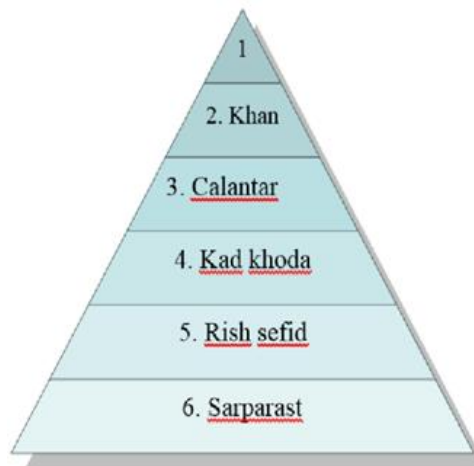 1
2. Khan
3. Calantar
4. Kad khoda
5. Rish sefid
6. Sarparast